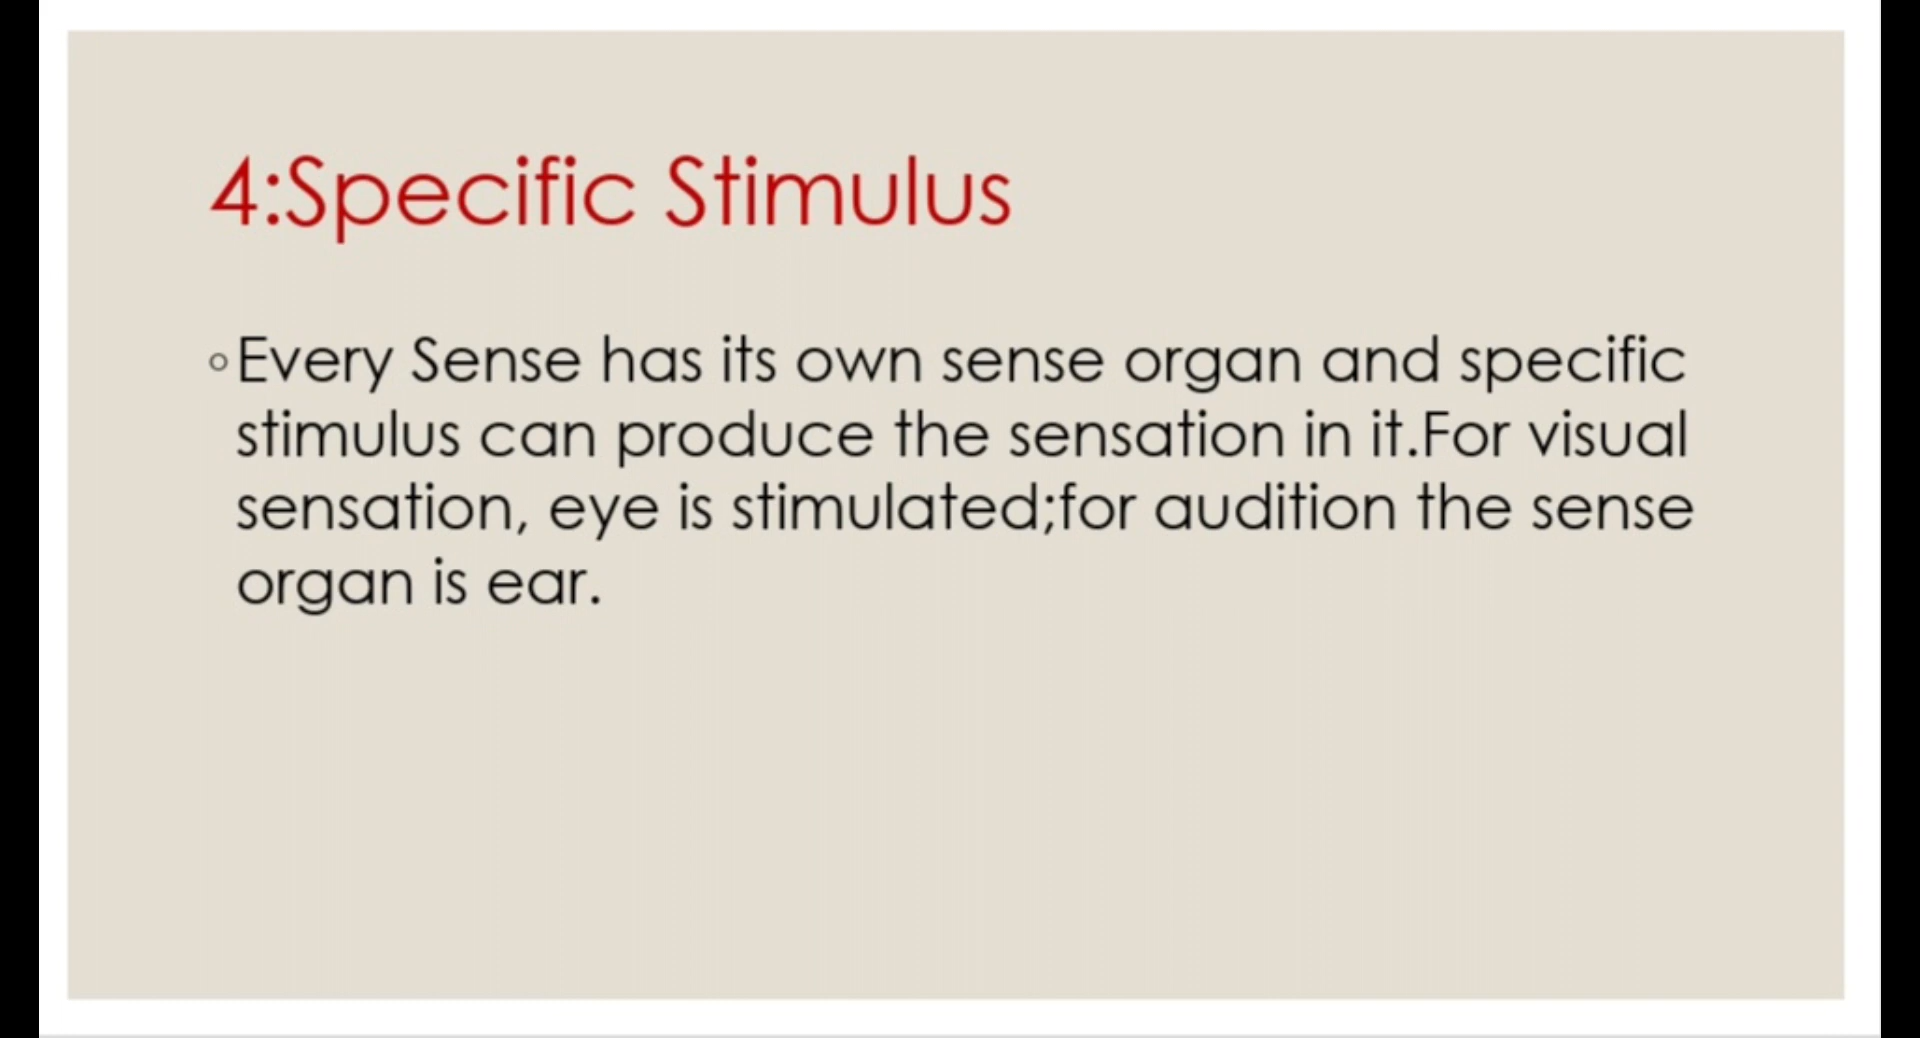 4:Specific Stimulus
◦Every Sense has its own sense organ and specific
stimulus can produce the sensation in it.For visual
sensation, eye is stimulated;for audition the sense
organ is ear.